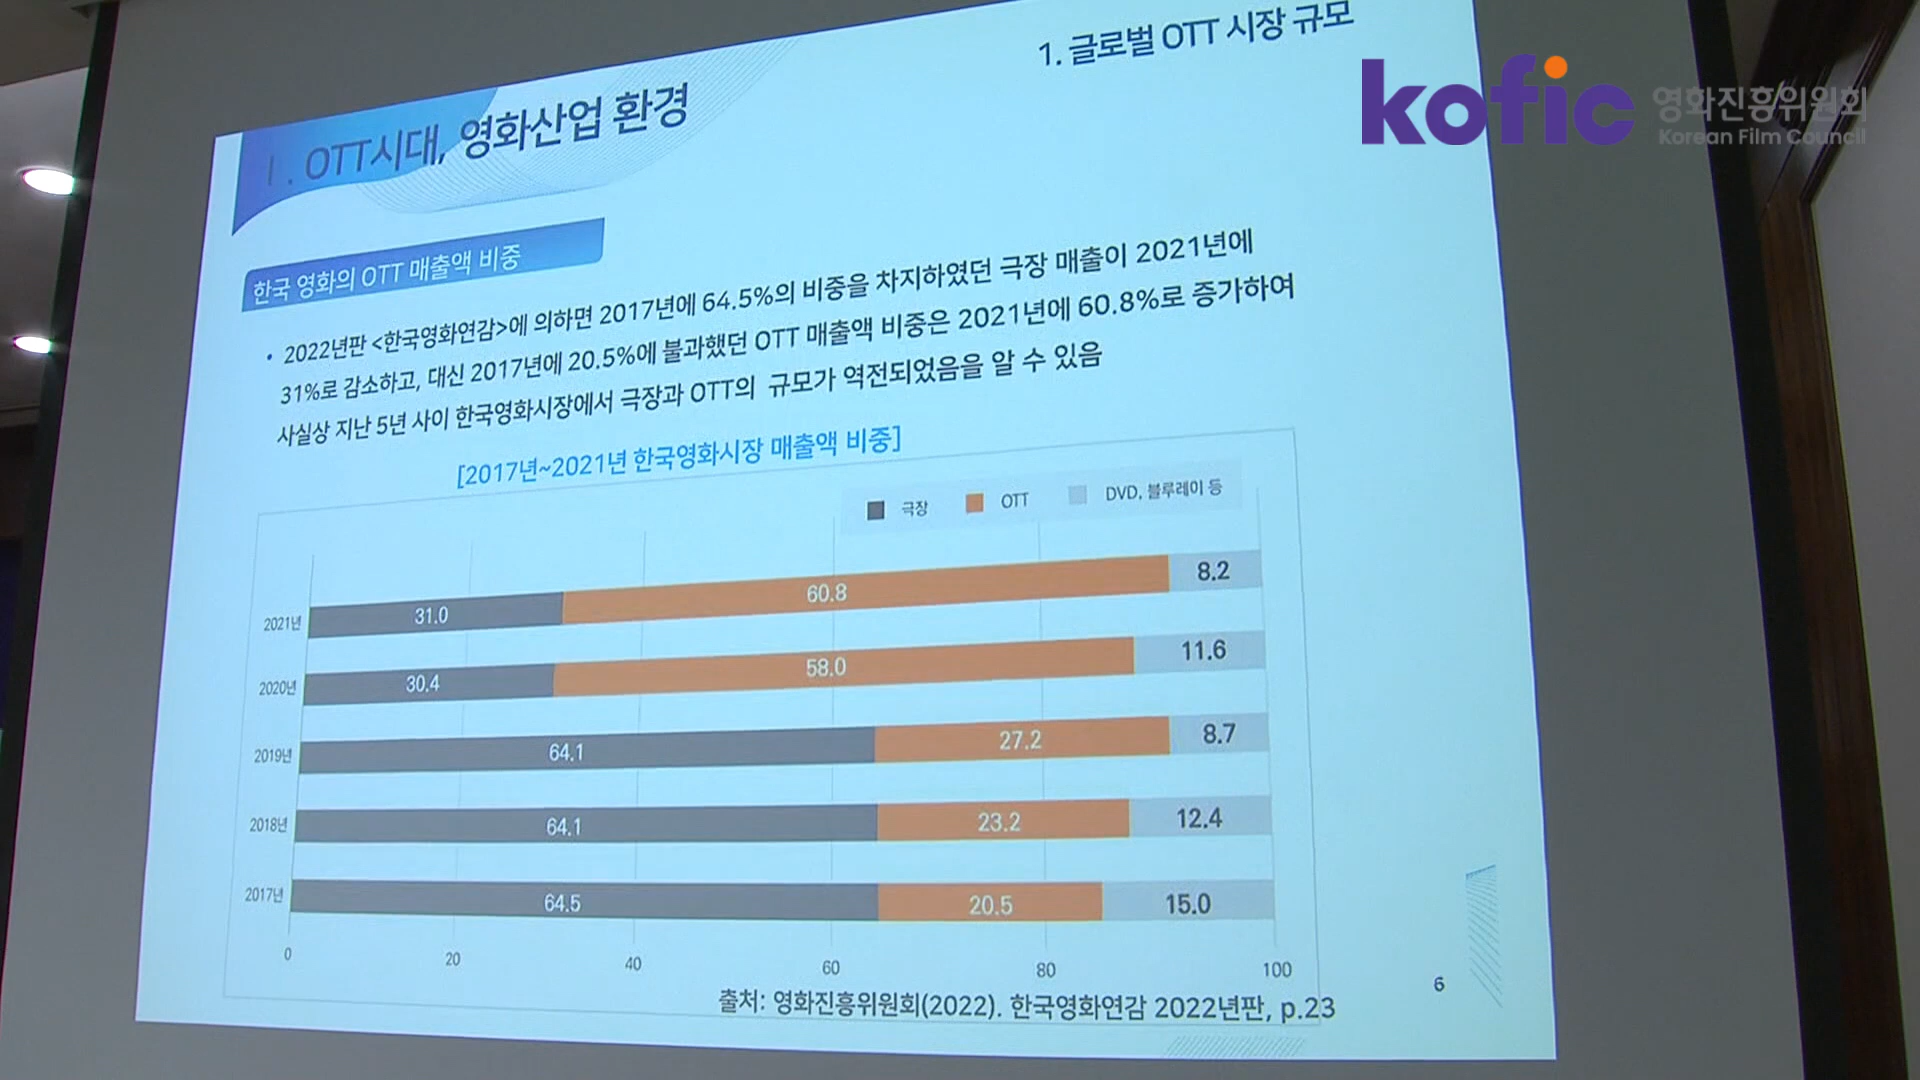 1. 글로벌 OTT 시장 규모
kofic 영화진흥위원회
Korean Film Council
Ⅰ. OTT시대, 영화산업 환경
한국 영화의 OTT 매출액 비중
• 2022년판 <한국영화연감>에 의하면 2017년에 64.5%의 비중을 차지하였던 극장 매출이 2021년에
31%로 감소하고, 대신 2017년에 20.5%에 불과했던 OTT 매출액 비중은 2021년에 60.8%로 증가하여
사실상 지난 5년 사이 한국영화시장에서 극장과 OTT의 규모가 역전되었음을 알 수 있음
[2017년~2021년 한국영화시장 매출액 비중]
극장 OTT DVD, 블루레이 등
2021년 31.0 60.8 8.2
2020년 30.4 58.0 11.6
2019년 64.1 27.2 8.7
2018년 64.1 23.2 12.4
2017년 64.5 20.5 15.0
0 20 40 60 80 100
출처: 영화진흥위원회(2022). 한국영화연감 2022년판, p.23
6